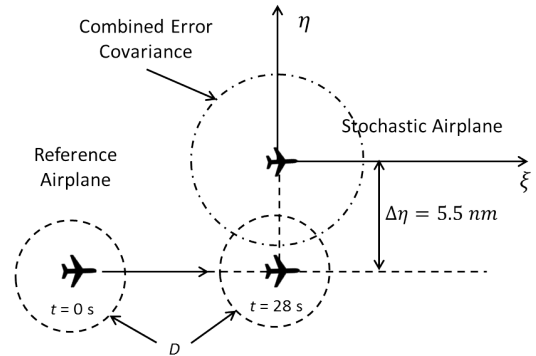 Combined Error
Covariance
η
Stochastic Airplane
ξ
Reference
Airplane
Δη = 5.5 nm
t = 0 s
t = 28 s
D